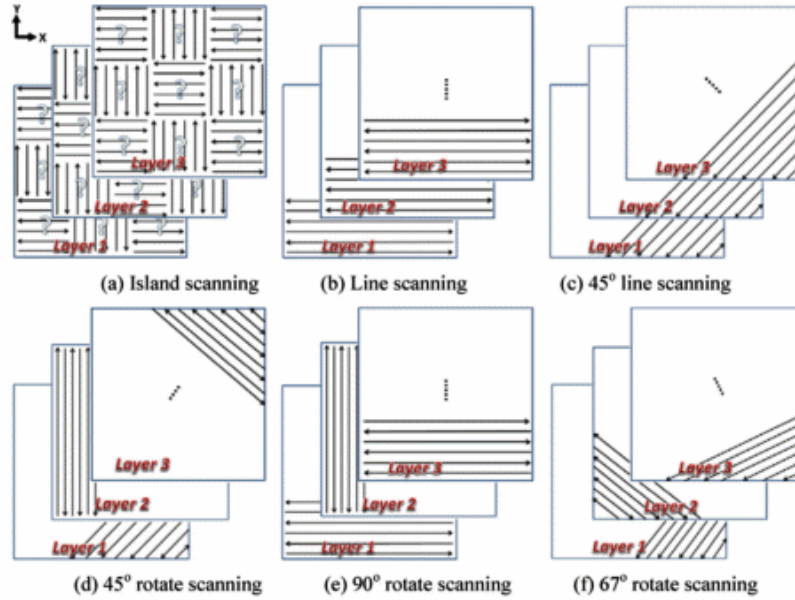 Y
X
? ? ?
? ? ?
? ? ?
Layer 3
Layer 2
Layer 1
(a) Island scanning
Layer 3
Layer 2
Layer 1
(b) Line scanning
Layer 3
Layer 2
Layer 1
(c) 45° line scanning
Layer 3
Layer 2
Layer 1
(d) 45° rotate scanning
Layer 3
Layer 2
Layer 1
(e) 90° rotate scanning
Layer 3
Layer 2
Layer 1
(f) 67° rotate scanning